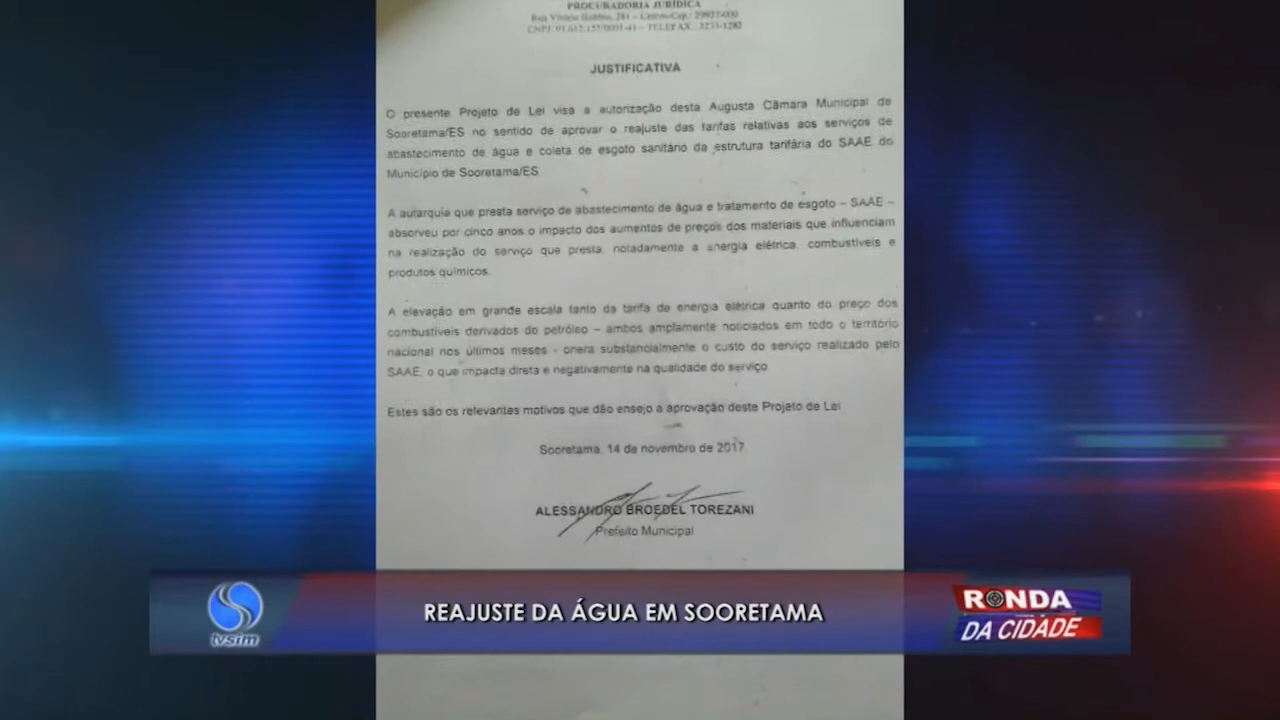 PROCURADORIA JURÍDICA
JUSTIFICATIVA
O presente Projeto de Lei visa a autorização desta Augusta Câmara Municipal de
Sooretama/ES no sentido de aprovar o reajuste das tarifas relativas aos serviços de
abastecimento de água e coleta de esgoto sanitário da estrutura tarifária do SAAE do
Município de Sooretama/ES
A autarquia que presta serviço de abastecimento de água e tratamento de esgoto – SAAE –
absorveu por cinco anos o impacto dos aumentos de preços dos materiais que influenciam
na realização do serviço que presta, notadamente a energia elétrica, combustíveis e
produtos químicos.
A elevação em grande escala tanto da tarifa de energia elétrica quanto do preço dos
combustíveis derivados do petróleo – ambos amplamente noticiados em todo o território
nacional nos últimos meses - onera substancialmente o custo do serviço realizado pelo
SAAE, o que impacta direta e negativamente na qualidade do serviço
Estes são os relevantes motivos que dão ensejo a aprovação deste Projeto de Lei
Sooretama, 14 de novembro de 2017.
ALESSANDRO BROEDEL TOREZANI
Prefeito Municipal
tvsim
REAJUSTE DA ÁGUA EM SOORETAMA
RONDA
DA CIDADE